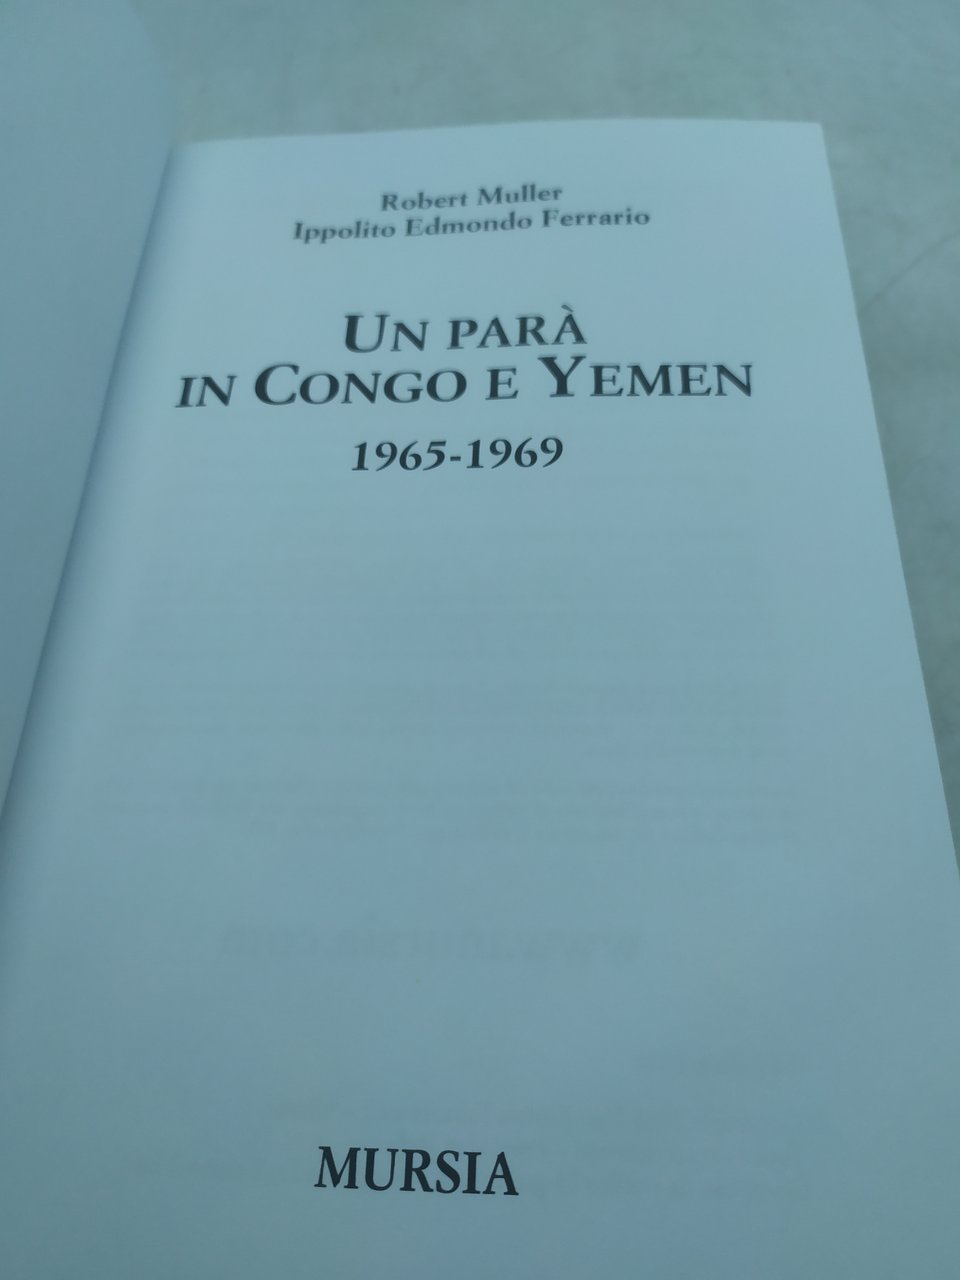 Robert Muller
Ippolito Edmondo Ferrario
UN PARÀ
IN CONGO E YEMEN
1965-1969
MURSIA